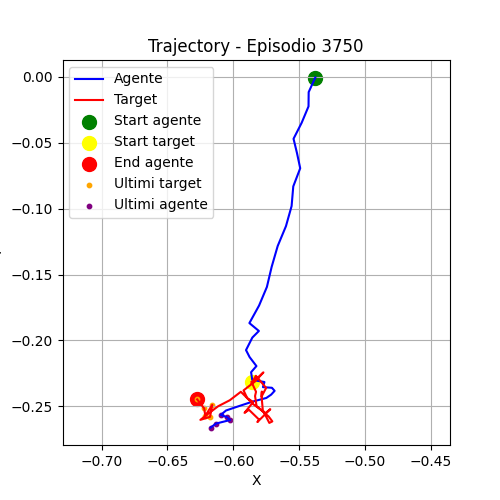 Trajectory - Episodio 3750
Agente
Target
Start agente
Start target
End agente
Ultimi target
Ultimi agente
0.00
−0.05
−0.10
−0.15
−0.20
−0.25
−0.70
−0.65
−0.60
−0.55
−0.50
−0.45
X